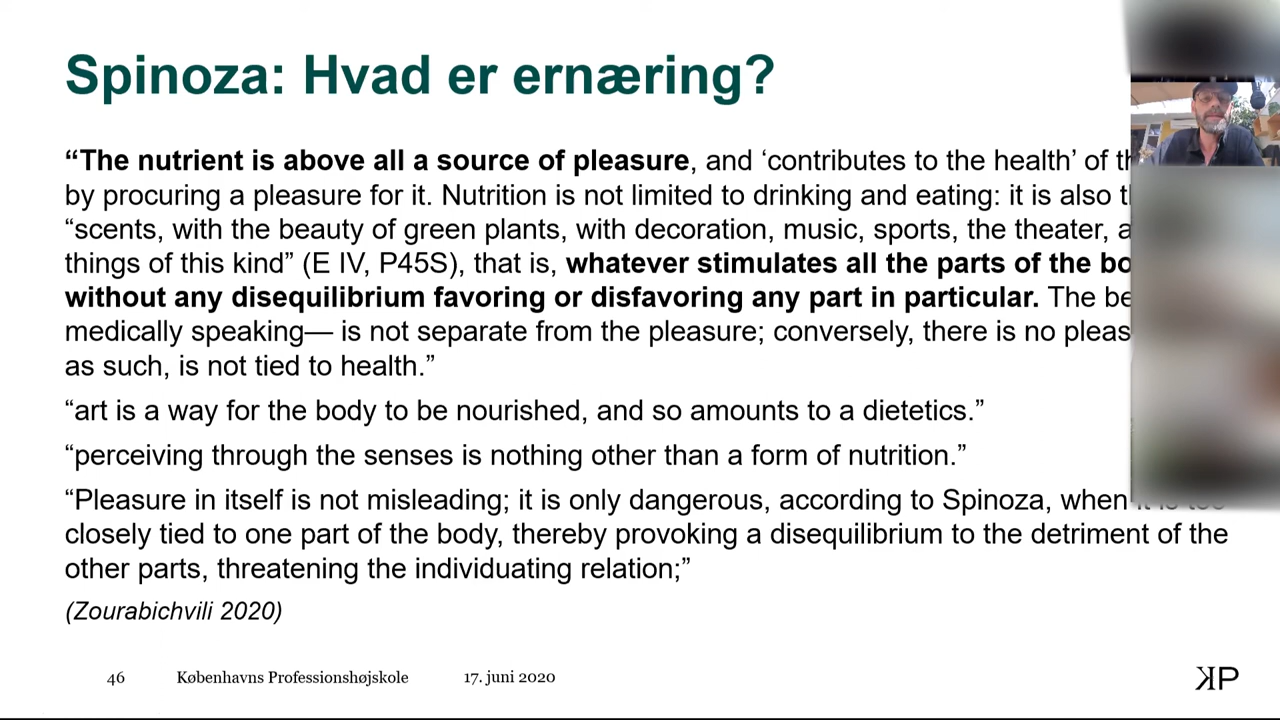 Spinoza: Hvad er ernæring?
“The nutrient is above all a source of pleasure, and ‘contributes to the health’ of
by procuring a pleasure for it. Nutrition is not limited to drinking and eating: it is also
“scents, with the beauty of green plants, with decoration, music, sports, the theater,
things of this kind” (E IV, P45S), that is, whatever stimulates all the parts of the
without any disequilibrium favoring or disfavoring any part in particular. The
medically speaking— is not separate from the pleasure; conversely, there is no
as such, is not tied to health.”
“art is a way for the body to be nourished, and so amounts to a dietetics.”
“perceiving through the senses is nothing other than a form of nutrition.”
“Pleasure in itself is not misleading; it is only dangerous, according to Spinoza, when it is too
closely tied to one part of the body, thereby provoking a disequilibrium to the detriment of the
other parts, threatening the individuating relation;”
(Zourabichvili 2020)
46 Københavns Professionshøjskole 17. juni 2020 KP